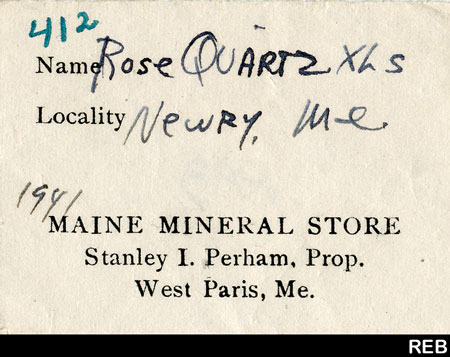 412
Name Rose Quartz XLs
Locality Newry, Me.
1941
MAINE MINERAL STORE
Stanley I. Perham, Prop.
West Paris, Me.
REB